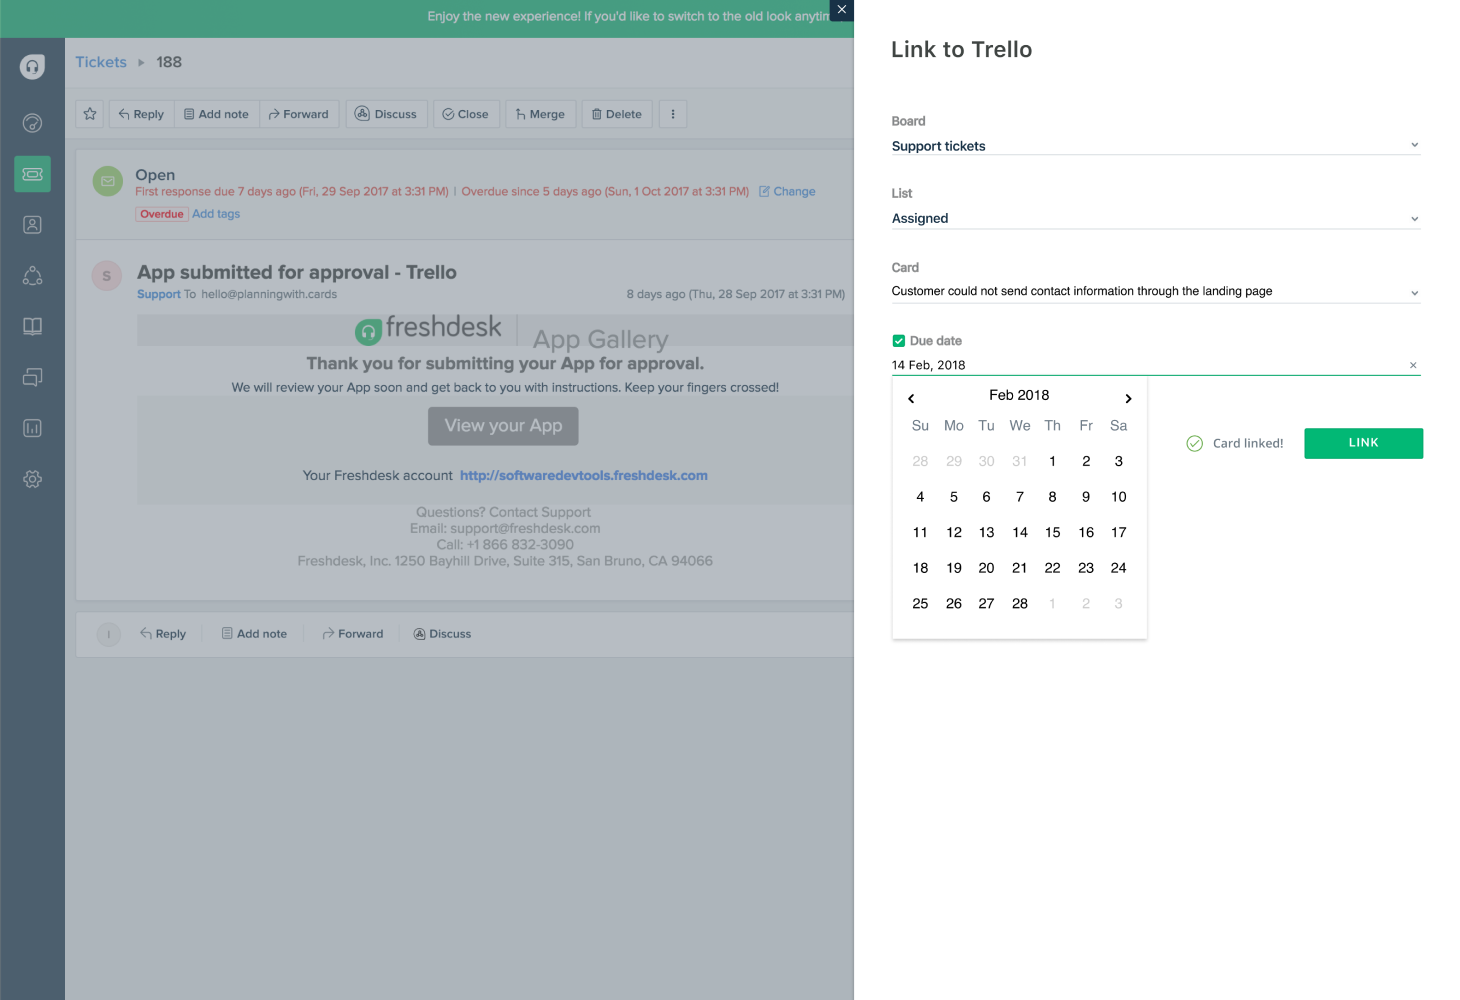 Enjoy the new experience! If you'd like to switch to the old look anytin
Tickets 188
Reply Add note Forward Discuss Close Merge Delete
Open
First response due 7 days ago (Fri, 29 Sep 2017 at 3:31 PM) | Overdue since 5 days ago (Sun, 1 Oct 2017 at 3:31 PM) Change
Overdue Add tags
S
App submitted for approval - Trello
Support To hello@planningwith.cards 8 days ago (Thu, 28 Sep 2017 at 3:31 PM)
freshdesk | App Gallery
Thank you for submitting your App for approval.
We will review your App soon and get back to you with instructions. Keep your fingers crossed!
View your App
Your Freshdesk account http://softwaredevtools.freshdesk.com
Questions? Contact Support
Email: support@freshdesk.com
Call: +1 866 832-3090
Freshdesk, Inc. 1250 Bayhill Drive, Suite 315, San Bruno, CA 94066
I Reply Add note Forward Discuss
Link to Trello
Board
Support tickets
List
Assigned
Card
Customer could not send contact information through the landing page
Due date
14 Feb, 2018
Feb 2018
Su Mo Tu We Th Fr Sa
28 29 30 31 1 2 3
4 5 6 7 8 9 10
11 12 13 14 15 16 17
18 19 20 21 22 23 24
25 26 27 28 1 2 3
Card linked! LINK